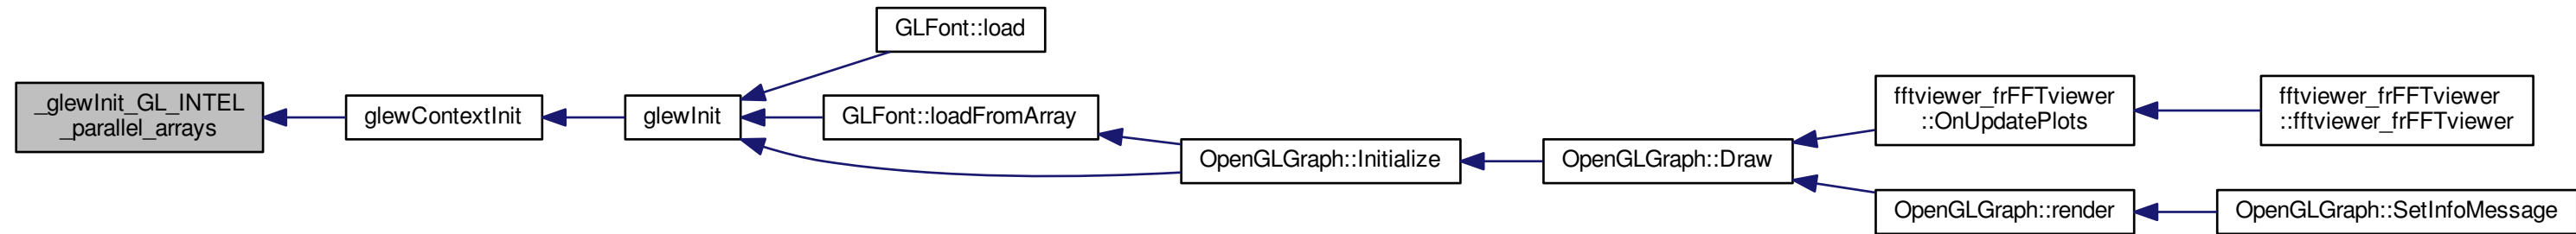 _glewInit_GL_INTEL
_parallel_arrays
glewContextInit
glewInit
GLFont::load
GLFont::loadFromArray
OpenGLGraph::Initialize
OpenGLGraph::Draw
fftviewer_frFFTviewer
::OnUpdatePlots
fftviewer_frFFTviewer
::fftviewer_frFFTviewer
OpenGLGraph::render
OpenGLGraph::SetInfoMessage